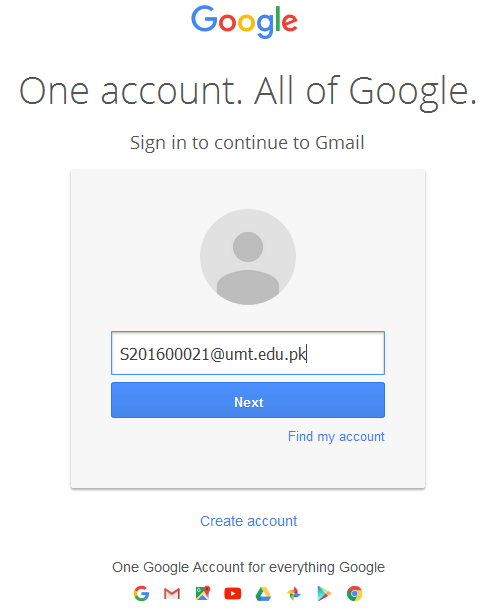 Google
One account. All of Google.
Sign in to continue to Gmail
S201600021@umt.edu.pk
Next
Find my account
Create account
One Google Account for everything Google